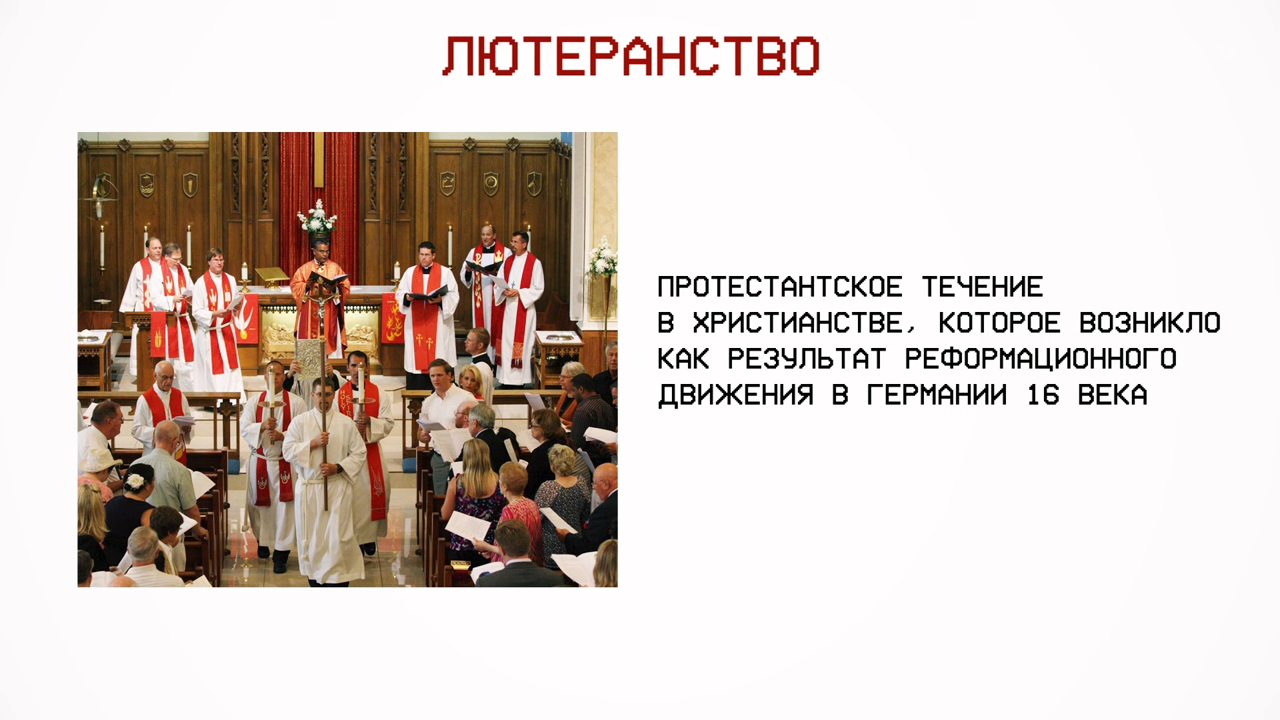 ЛЮТЕРАНСТВО
ПРОТЕСТАНТСКОЕ ТЕЧЕНИЕ
В ХРИСТИАНСТВЕ, КОТОРОЕ ВОЗНИКЛО
КАК РЕЗУЛЬТАТ РЕФОРМАЦИОННОГО
ДВИЖЕНИЯ В ГЕРМАНИИ 16 ВЕКА